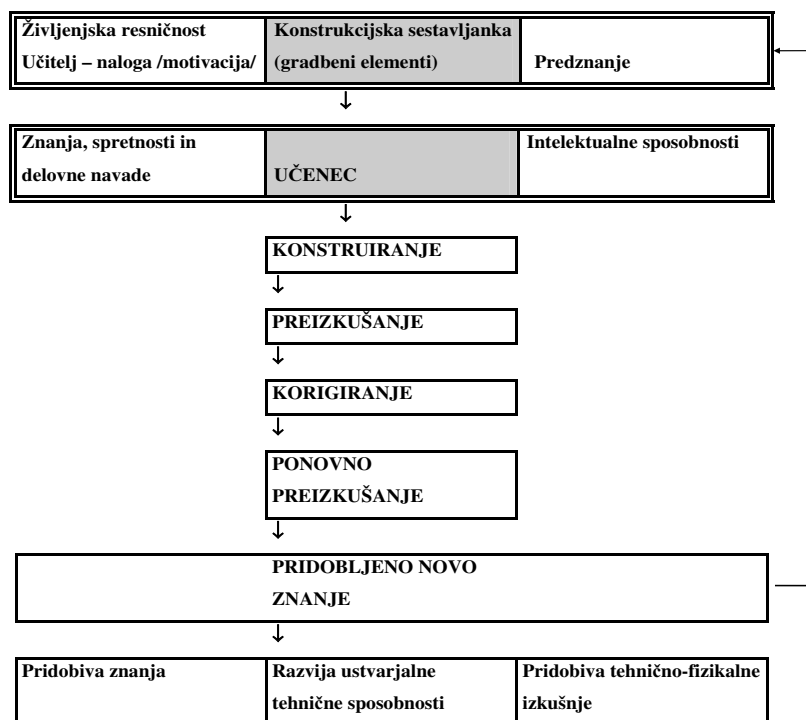 Življenjska resničnost
Učitelj – naloga /motivacija/
Konstrukcijska sestavljanka
(gradbeni elementi)
Predznanje
↓
Znanja, spretnosti in
delovne navade
UČENEC
Intelektualne sposobnosti
↓
KONSTRUIRANJE
↓
PREIZKUŠANJE
↓
KORIGIRANJE
↓
PONOVNO
PREIZKUŠANJE
↓
PRIDOBLJENO NOVO
ZNANJE
↓
Pridobiva znanja
Razvija ustvarjalne
tehnične sposobnosti
Pridobiva tehnično-fizikalne
izkušnje